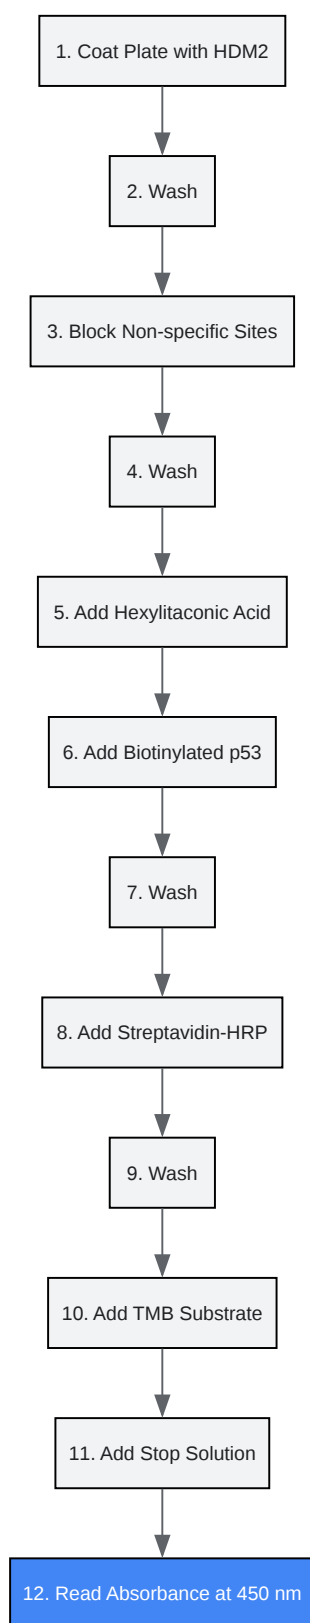 1. Coat Plate with HDM2
2. Wash
3. Block Non-specific Sites
4. Wash
5. Add Hexylitaconic Acid
6. Add Biotinylated p53
7. Wash
8. Add Streptavidin-HRP
9. Wash
10. Add TMB Substrate
11. Add Stop Solution
12. Read Absorbance at 450 nm